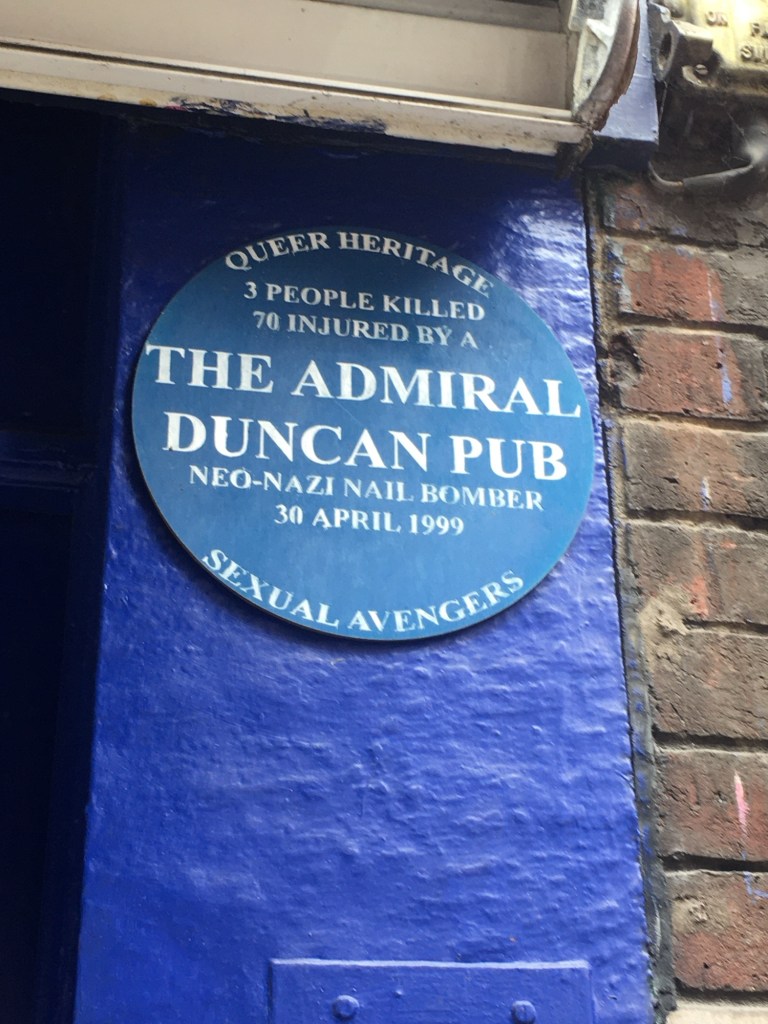 QUEER HERITAGE
3 PEOPLE KILLED
70 INJURED BY A
THE ADMIRAL
DUNCAN PUB
NEO-NAZI NAIL BOMBER
30 APRIL 1999
SEXUAL AVENGERS